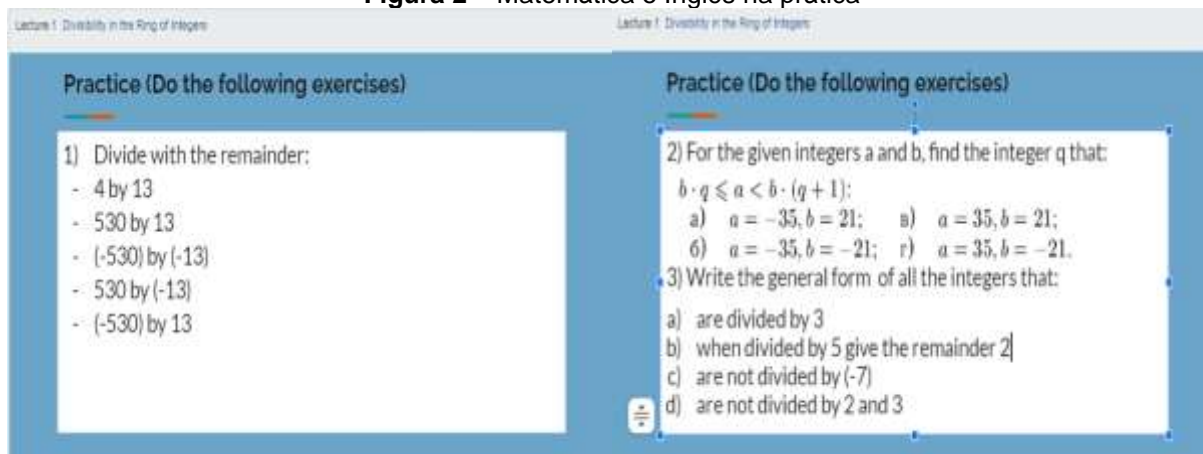 Figura 2 – Matemática e Inglês na prática
Lecture 1 Divisibility in the Ring of Integers
Practice (Do the following exercises)
1) Divide with the remainder:
- 4 by 13
- 530 by 13
- (-530) by (-13)
- 530 by (-13)
- (-530) by 13
Lecture 1 Divisibility in the Ring of Integers
Practice (Do the following exercises)
2) For the given integers a and b, find the integer q that:
b · q ⩽ a < b · (q + 1):
а) a = −35, b = 21; в) a = 35, b = 21;
б) a = −35, b = −21; г) a = 35, b = −21.
3) Write the general form of all the integers that:
a) are divided by 3
b) when divided by 5 give the remainder 2
c) are not divided by (-7)
d) are not divided by 2 and 3